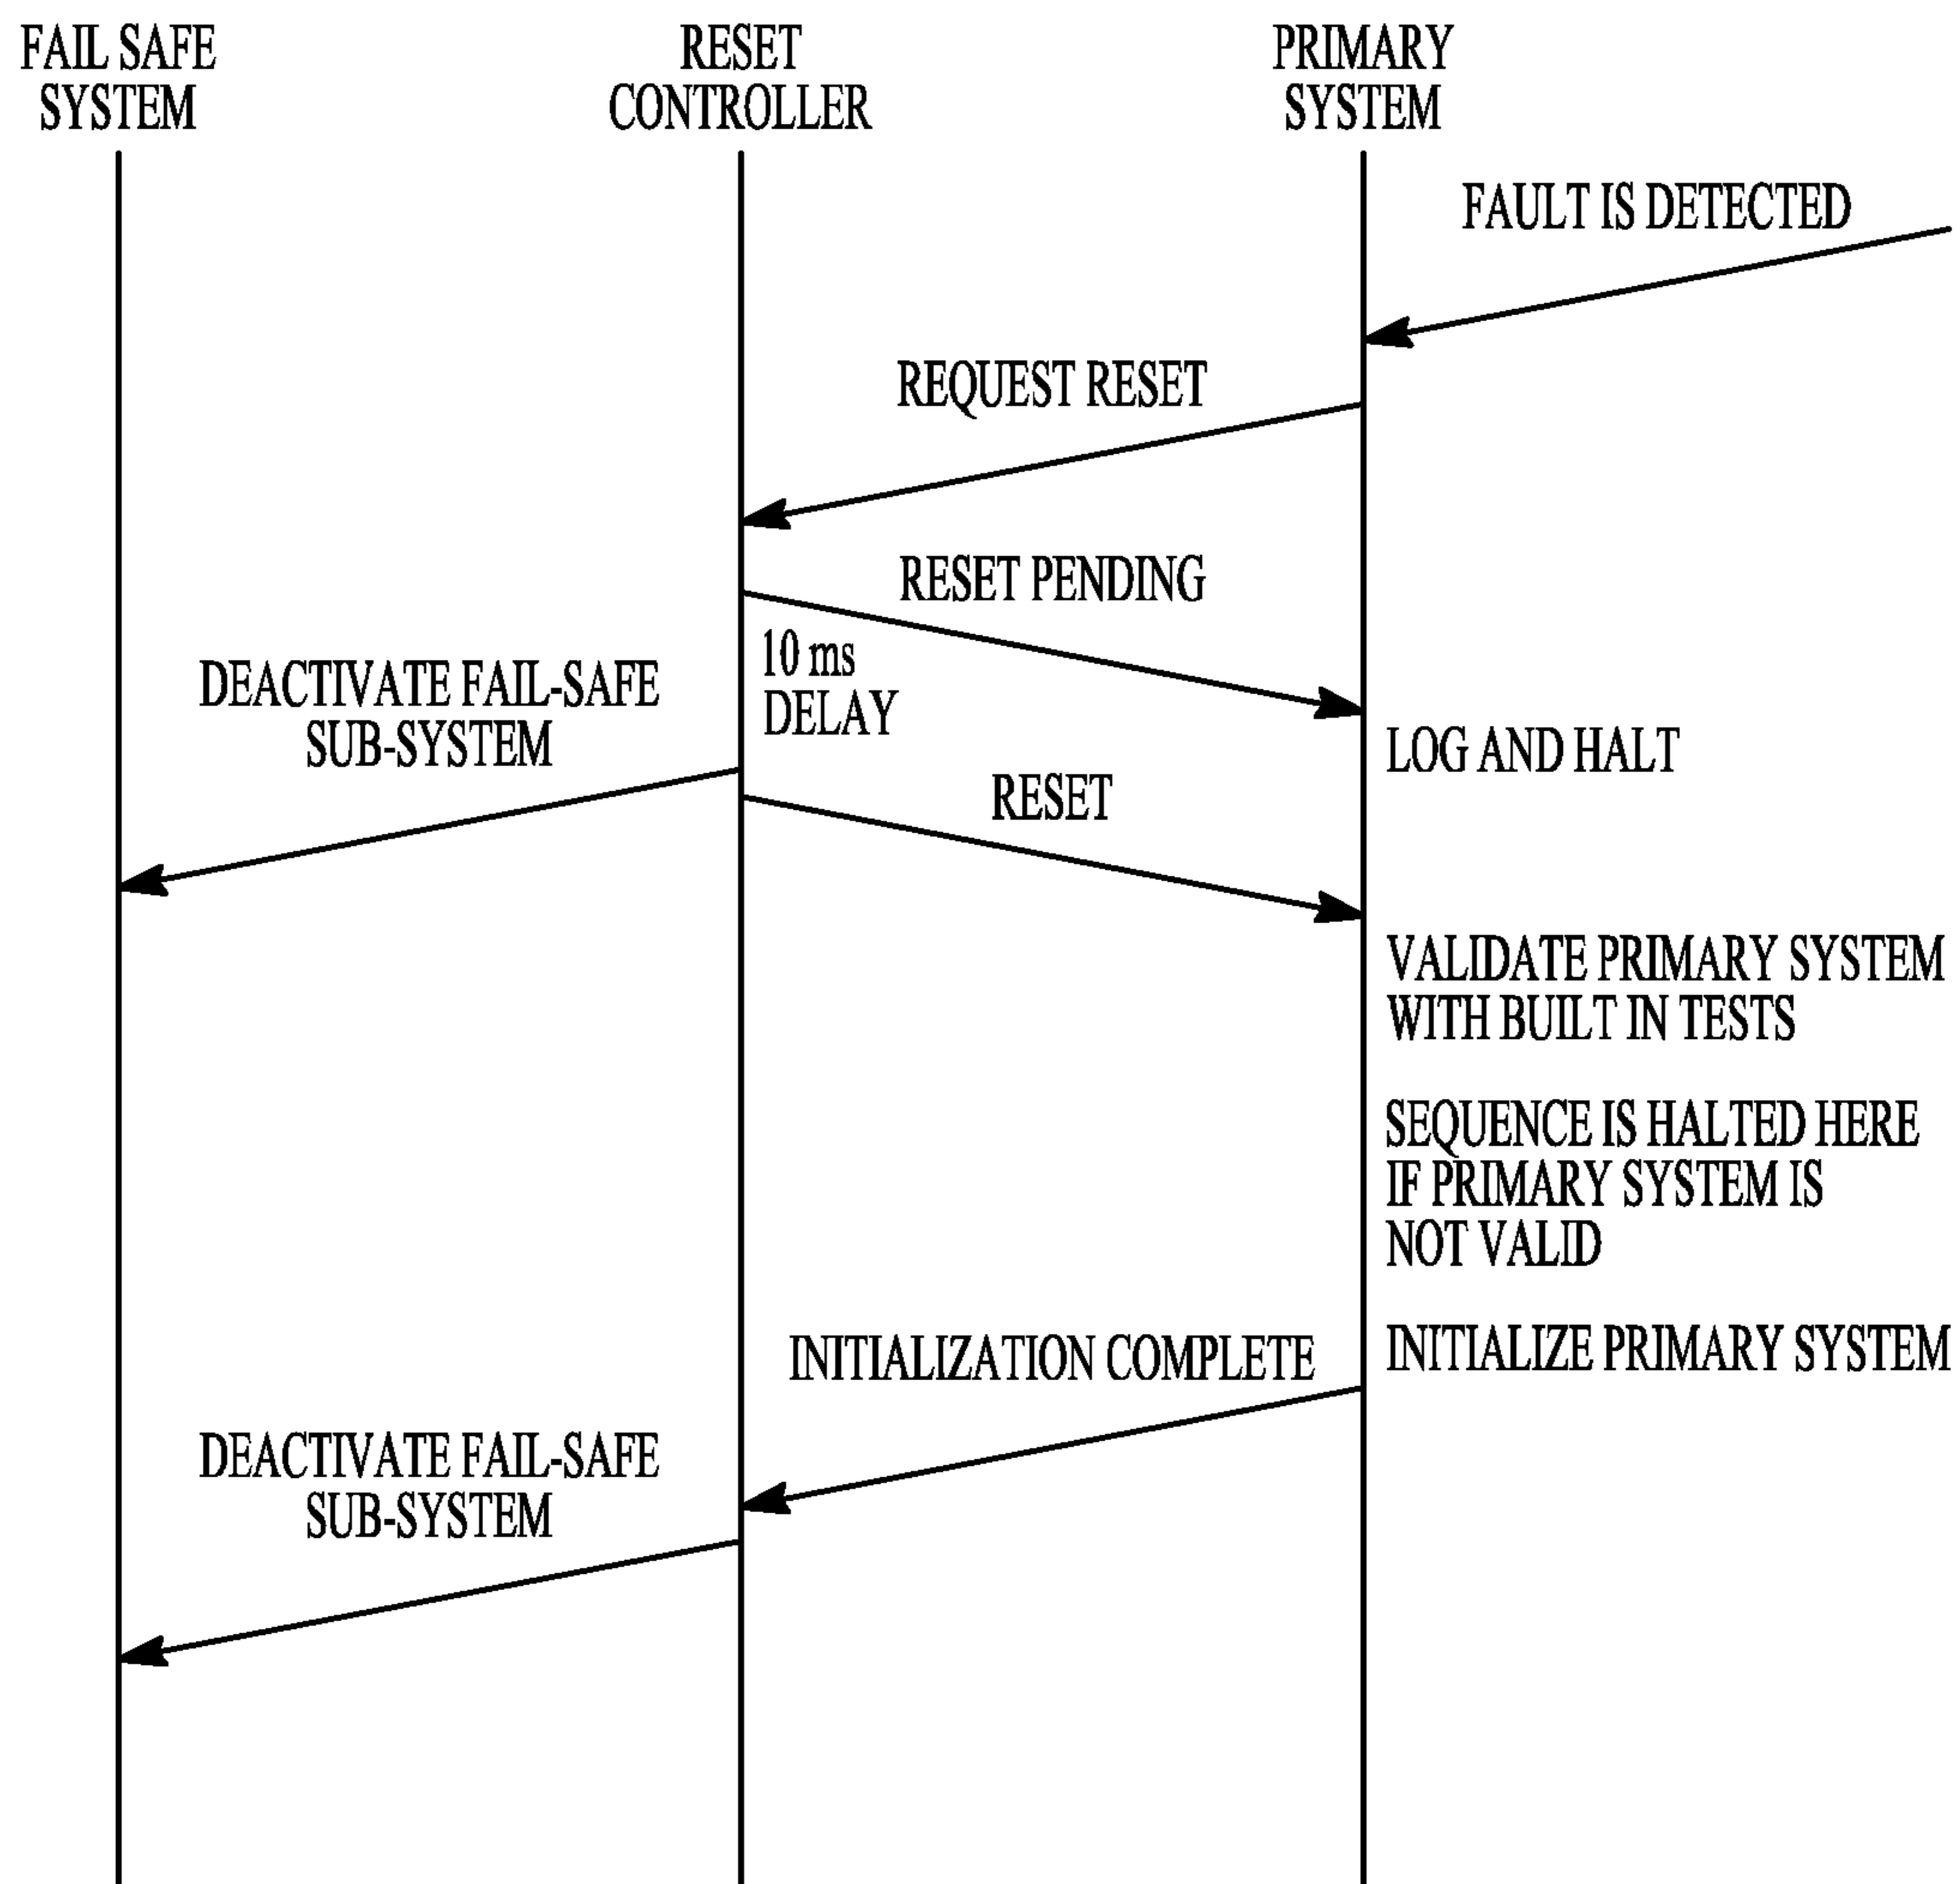 FAIL SAFE
SYSTEM
RESET
CONTROLLER
PRIMARY
SYSTEM
FAULT IS DETECTED
REQUEST RESET
RESET PENDING
10 ms
DELAY
DEACTIVATE FAIL-SAFE
SUB-SYSTEM
LOG AND HALT
RESET
VALIDATE PRIMARY SYSTEM
WITH BUILT IN TESTS
SEQUENCE IS HALTED HERE
IF PRIMARY SYSTEM IS
NOT VALID
INITIALIZE PRIMARY SYSTEM
INITIALIZATION COMPLETE
DEACTIVATE FAIL-SAFE
SUB-SYSTEM